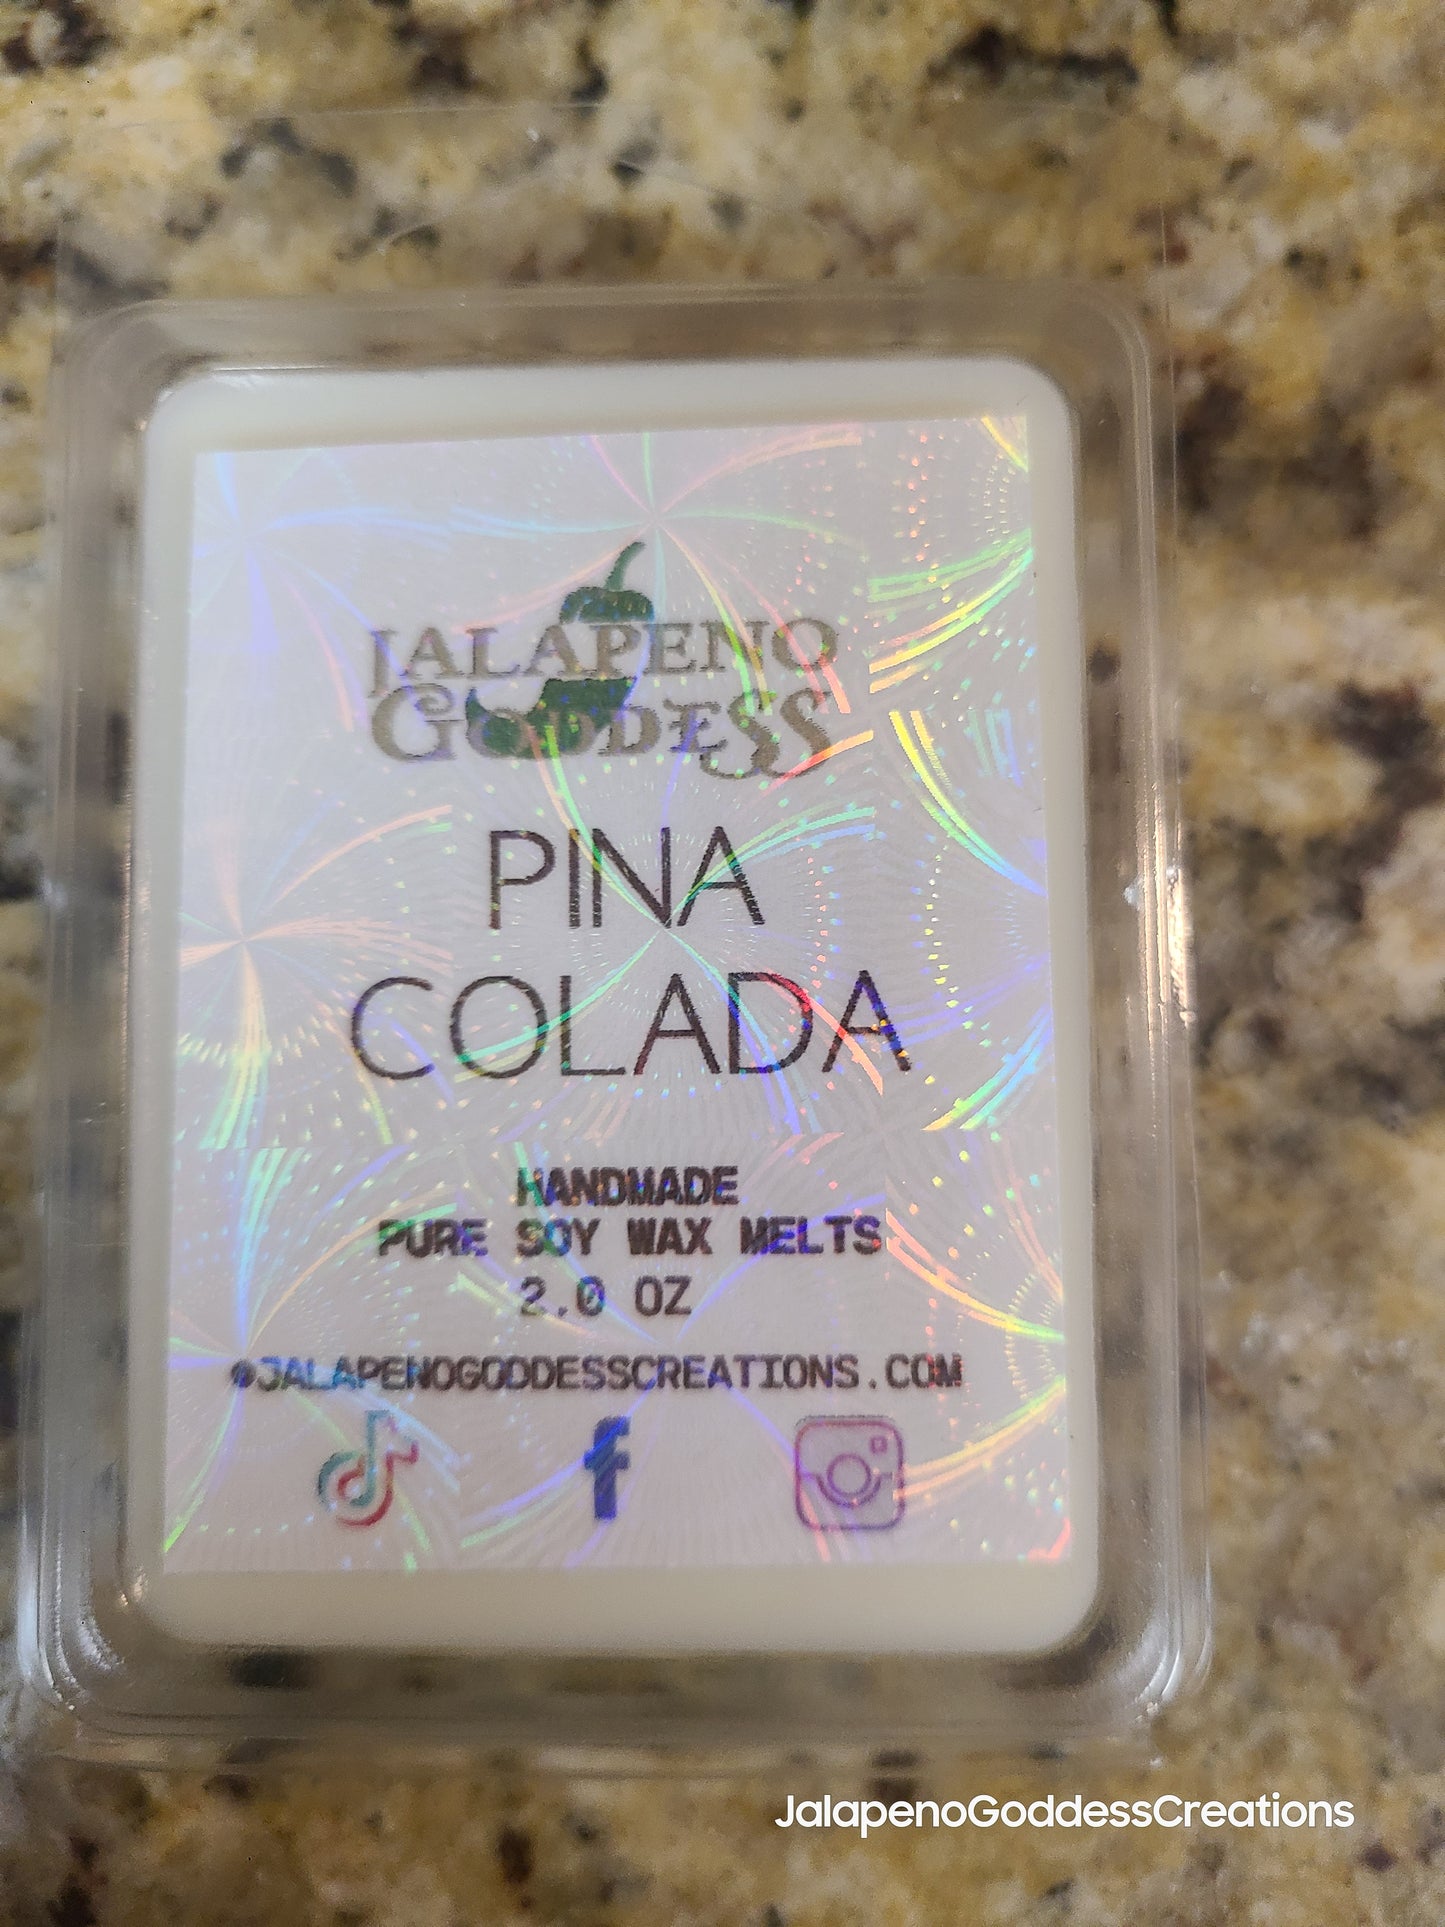 JALAPENO
GODDESS
PINA
COLADA
HANDMADE
PURE SOY WAX MELTS
2.0 OZ
@JALAPENOGODDESSCREATIONS.COM
JalapenoGoddessCreations